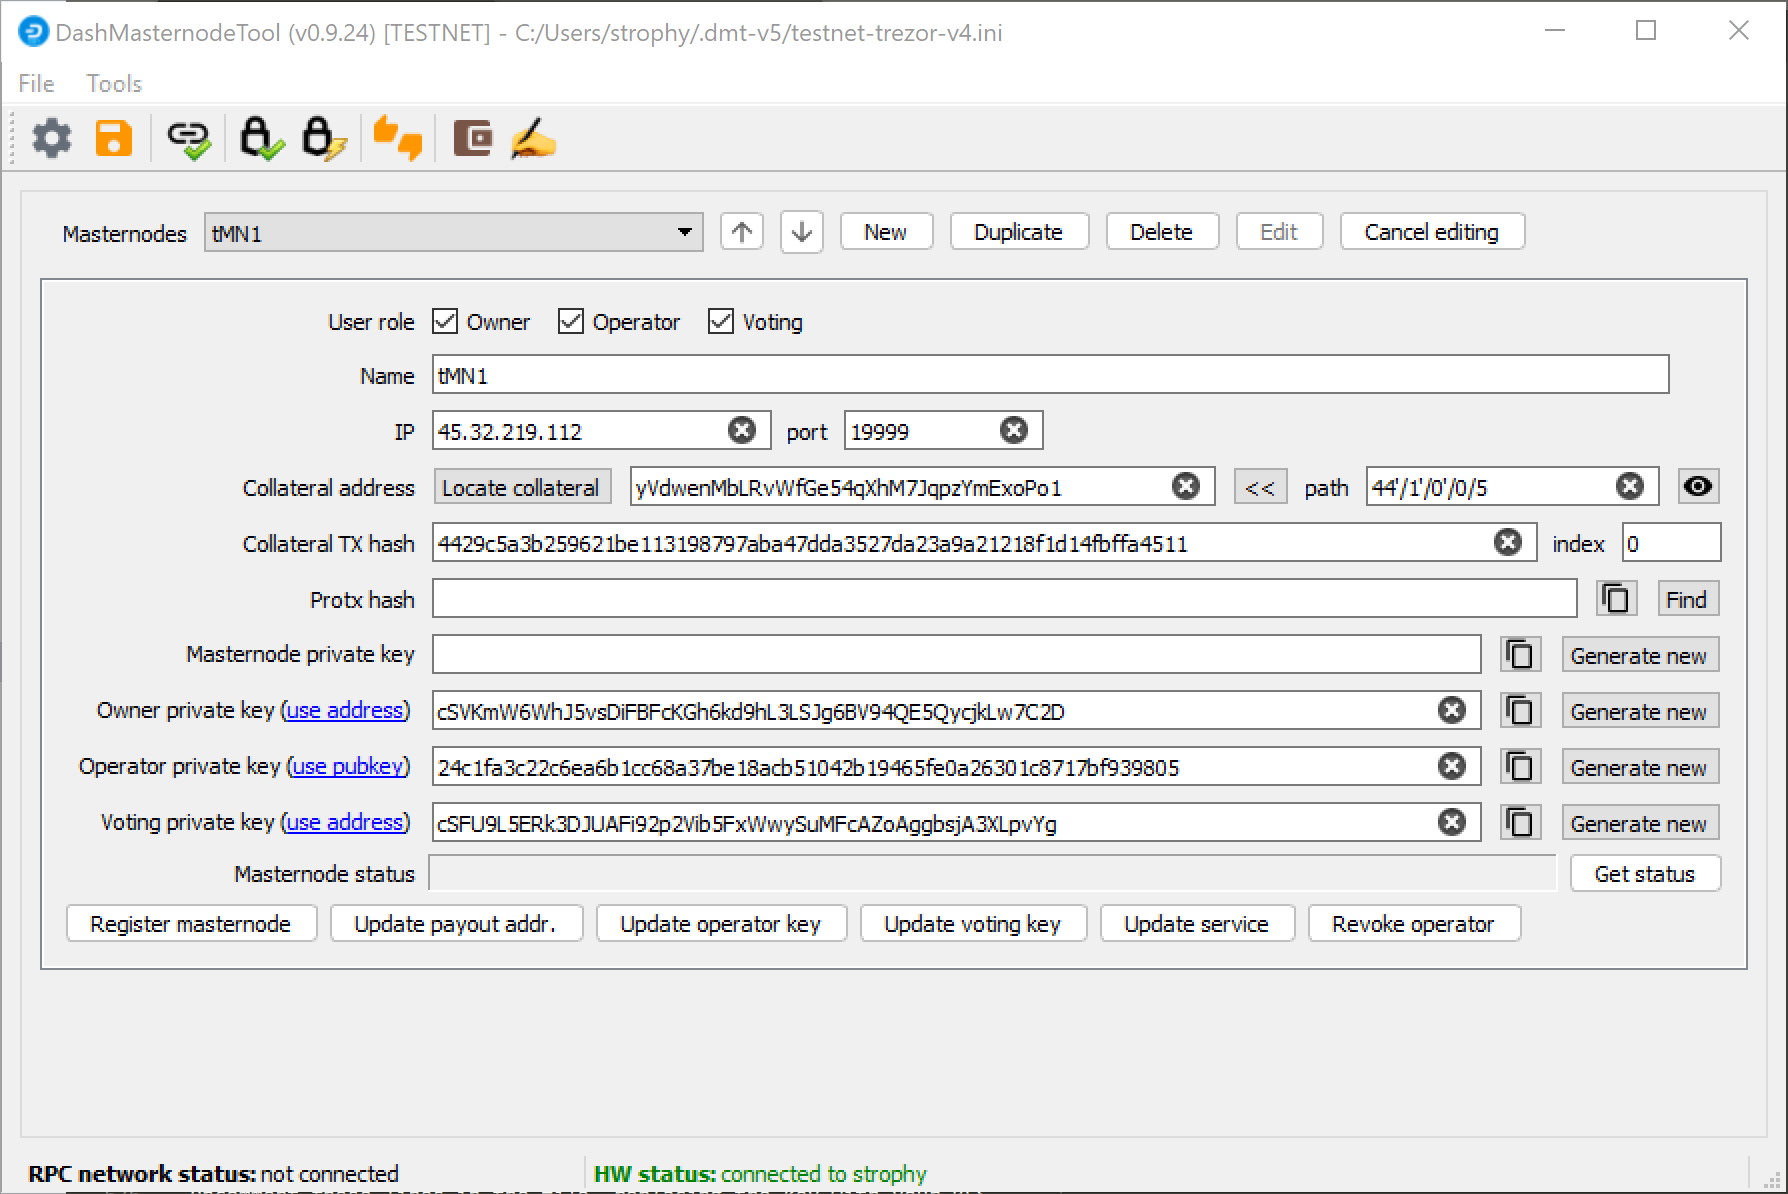 DashMasternodeTool (v0.9.24) [TESTNET] - C:/Users/strophy/.dmt-v5/testnet-trezor-v4.ini
File Tools
Masternodes tMN1 New Duplicate Delete Edit Cancel editing
User role Owner Operator Voting
Name tMN1
IP 45.32.219.112 port 19999
Collateral address Locate collateral yVdwenMbLRvWfGe54qXhM7JqpzYmExoPo1 << path 44'/1'/0'/0/5
Collateral TX hash 4429c5a3b259621be113198797aba47dda3527da23a9a21218f1d14fbffa4511 index 0
Protx hash Find
Masternode private key Generate new
Owner private key (use address) cSVKmW6WhJ5vsDiFBFcKGh6kd9hL3LSJg6BV94QE5QycjkLw7C2D Generate new
Operator private key (use pubkey) 24c1fa3c22c6ea6b1cc68a37be18acb51042b19465fe0a26301c8717bf939805 Generate new
Voting private key (use address) cSFU9L5ERk3DJUAFi92p2Vib5FxWwySuMFcAZoAggbsjA3XLpvYg Generate new
Masternode status Get status
Register masternode Update payout addr. Update operator key Update voting key Update service Revoke operator
RPC network status: not connected HW status: connected to strophy